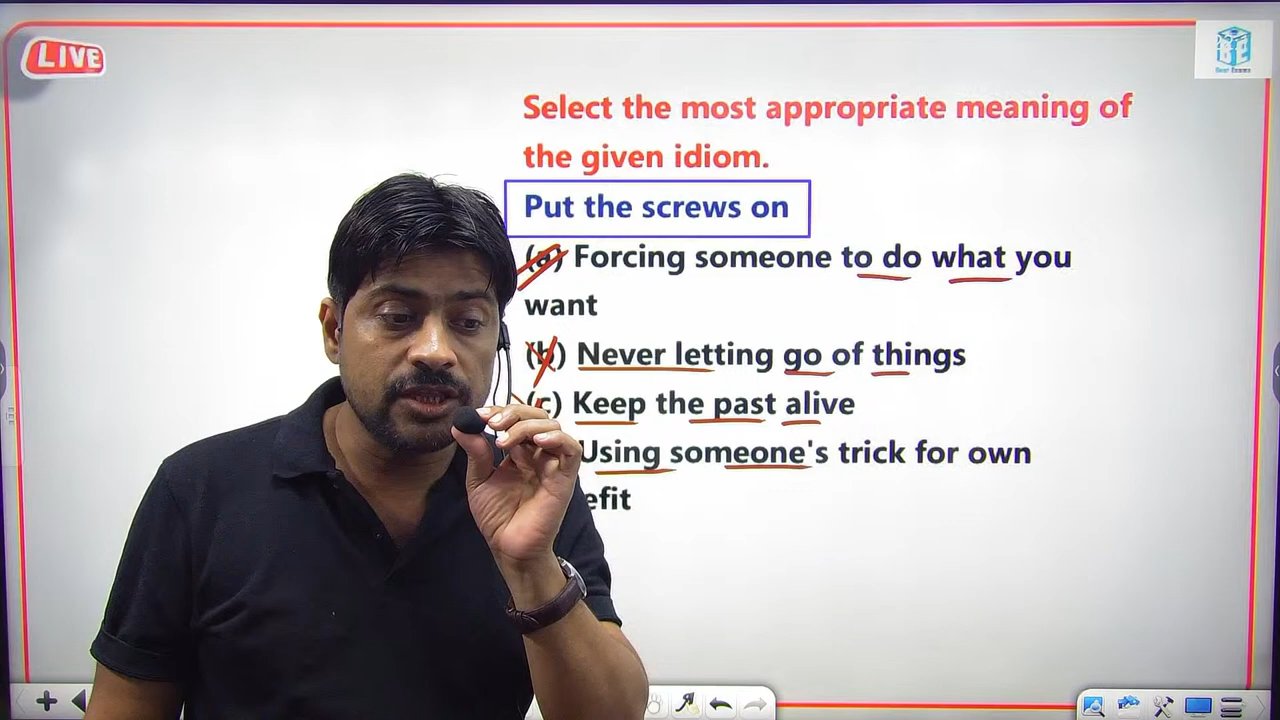 LIVE
Select the most appropriate meaning of
the given idiom.
Put the screws on
(a) Forcing someone to do what you
want
(b) Never letting go of things
(c) Keep the past alive
Using someone's trick for own
efit